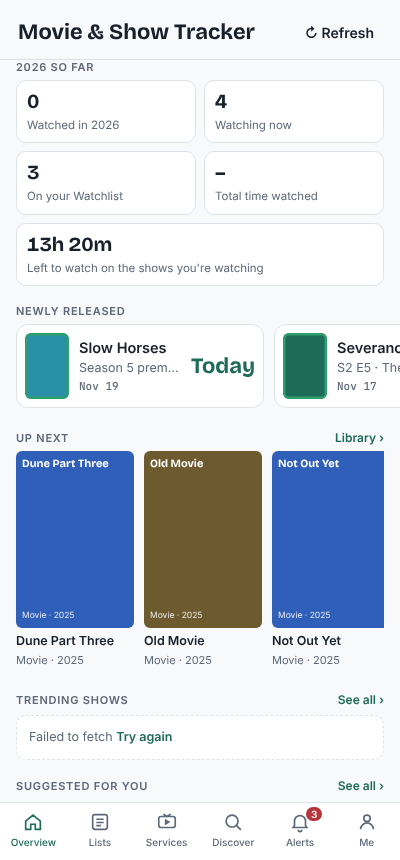 Movie & Show Tracker
Refresh
2026 SO FAR
0
Watched in 2026
4
Watching now
3
On your Watchlist
–
Total time watched
13h 20m
Left to watch on the shows you're watching
NEWLY RELEASED
Slow Horses
Season 5 prem...
Nov 19
Today
Severanc
S2 E5 · The
Nov 17
UP NEXT
Library ›
Dune Part Three
Movie · 2025
Dune Part Three
Movie · 2025
Old Movie
Movie · 2025
Old Movie
Movie · 2025
Not Out Yet
Movie · 2025
Not Out Yet
Movie · 2025
TRENDING SHOWS
See all ›
Failed to fetch Try again
SUGGESTED FOR YOU
See all ›
Overview
Lists
Services
Discover
3
Alerts
Me